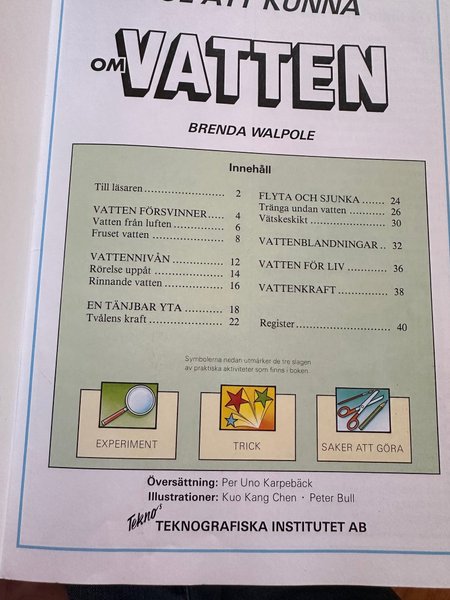 ATT KUNNA
OM VATTEN
BRENDA WALPOLE
Innehåll
Till läsaren 2
VATTEN FÖRSVINNER 4
Vatten från luften 6
Fruset vatten 8
VATTENNIVÅN 12
Rörelse uppåt 14
Rinnande vatten 16
EN TÄNJBAR YTA 18
Tvålens kraft 22
FLYTA OCH SJUNKA 24
Tränga undan vatten 26
Vätskeskikt 30
VATTENBLANDNINGAR 32
VATTEN FÖR LIV 36
VATTENKRAFT 38
Register 40
Symbolerna nedan utmärker de tre slagen
av praktiska aktiviteter som finns i boken.
EXPERIMENT
TRICK
SAKER ATT GÖRA
Översättning: Per Uno Karpebäck
Illustrationer: Kuo Kang Chen · Peter Bull
Tekno's TEKNOGRAFISKA INSTITUTET AB